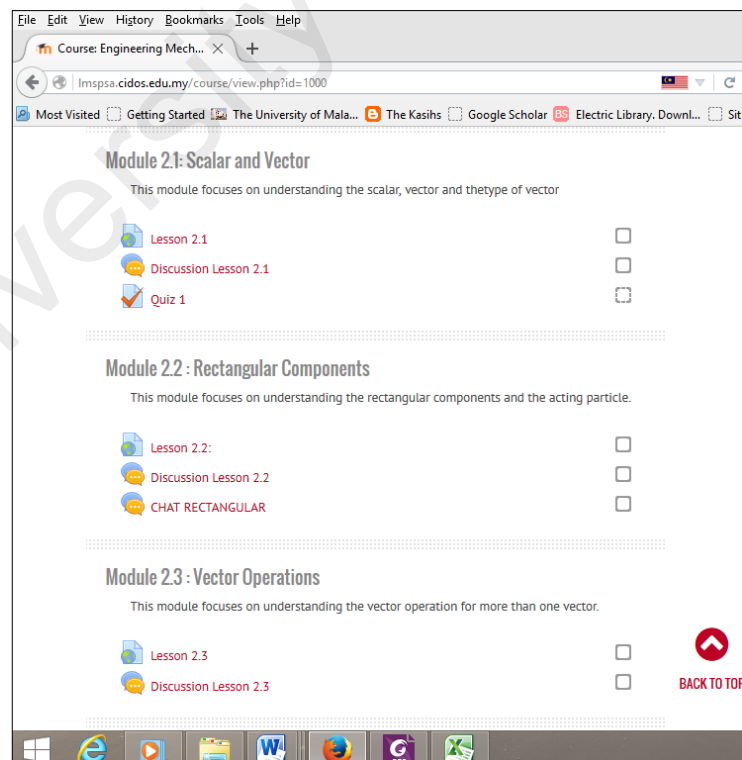 File Edit View History Bookmarks Tools Help
Course: Engineering Mech... × +
lmspsa.cidos.edu.my/course/view.php?id=1000
Most Visited Getting Started The University of Mala... The Kasihs Google Scholar BS Electric Library. Downl... Sit
Module 2.1: Scalar and Vector
This module focuses on understanding the scalar, vector and thetype of vector
Lesson 2.1
Discussion Lesson 2.1
Quiz 1
Module 2.2 : Rectangular Components
This module focuses on understanding the rectangular components and the acting particle.
Lesson 2.2:
Discussion Lesson 2.2
CHAT RECTANGULAR
Module 2.3 : Vector Operations
This module focuses on understanding the vector operation for more than one vector.
Lesson 2.3
Discussion Lesson 2.3
BACK TO TOP
versity